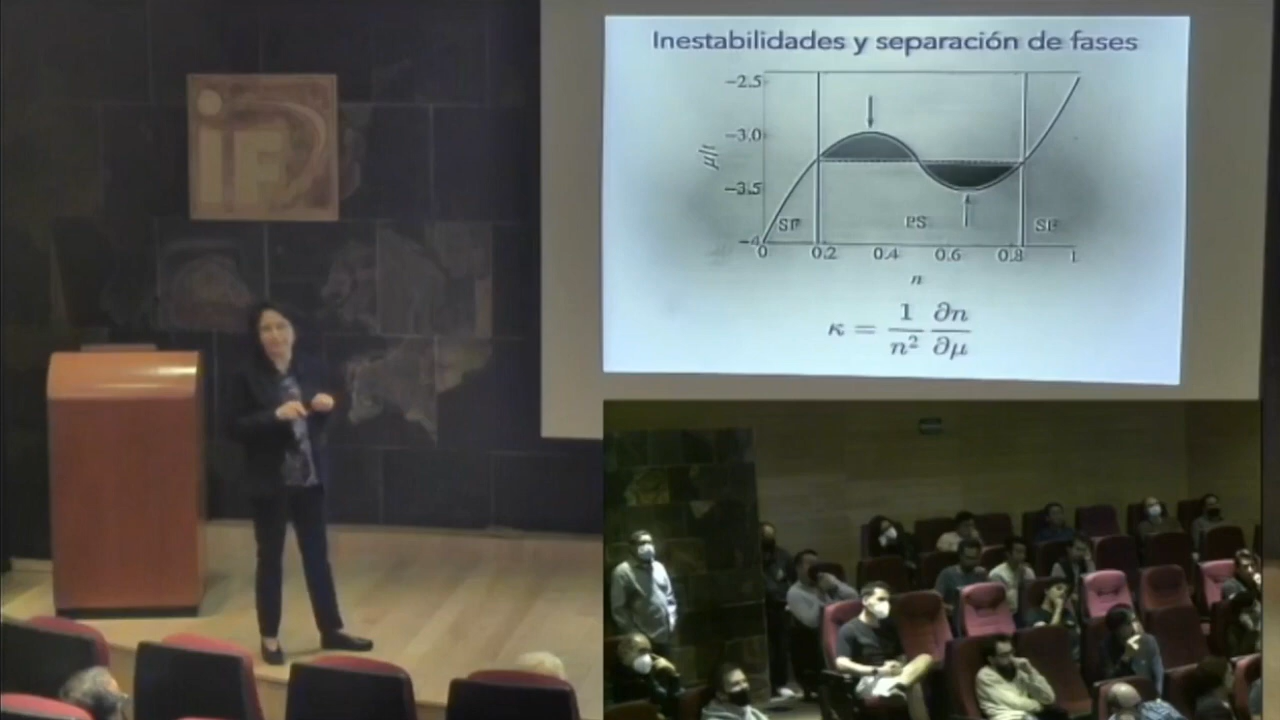 iF
Inestabilidades y separación de fases
-2.5
-3.0
-3.5
-4
μ/t
SF
PS
SF
0 0.2 0.4 0.6 0.8 1
n
κ = 1/n² ∂n/∂μ